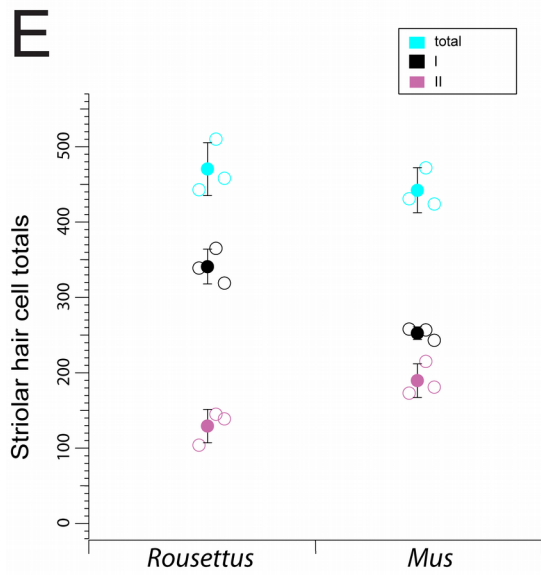 E
total
I
II
Striolar hair cell totals
500
400
300
200
100
0
Rousettus
Mus